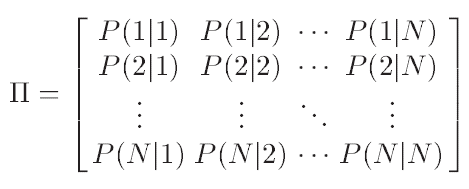 P(1|1) P(1|2) ⋯ P(1|N)
P(2|1) P(2|2) ⋯ P(2|N)
Π = ⋮ ⋮ ⋱ ⋮
P(N|1) P(N|2) ⋯ P(N|N)